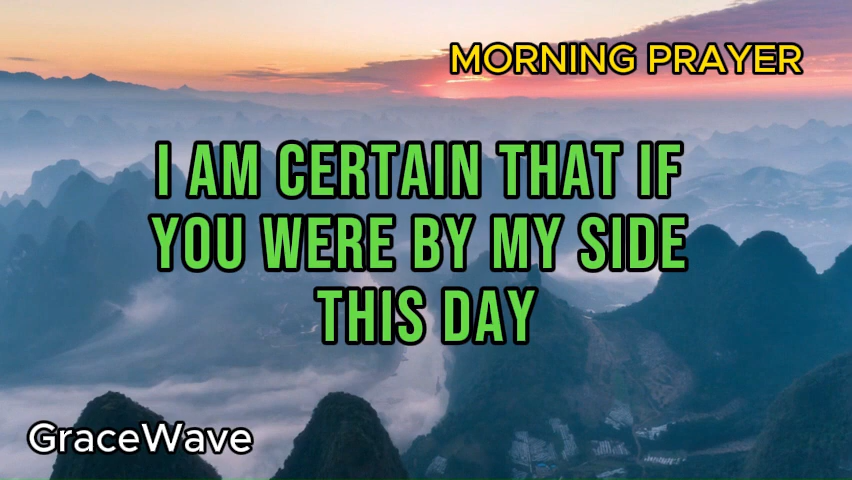 MORNING PRAYER
I AM CERTAIN THAT IF
YOU WERE BY MY SIDE
THIS DAY
GraceWave